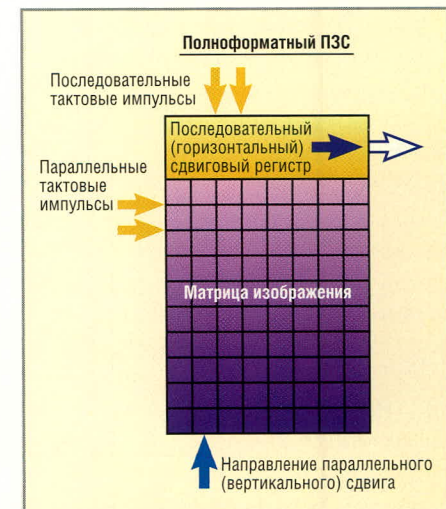 Полноформатный ПЗС
Последовательные
тактовые импульсы
Последовательный
(горизонтальный)
сдвиговый регистр
Параллельные
тактовые
импульсы
Матрица изображения
Направление параллельного
(вертикального) сдвига